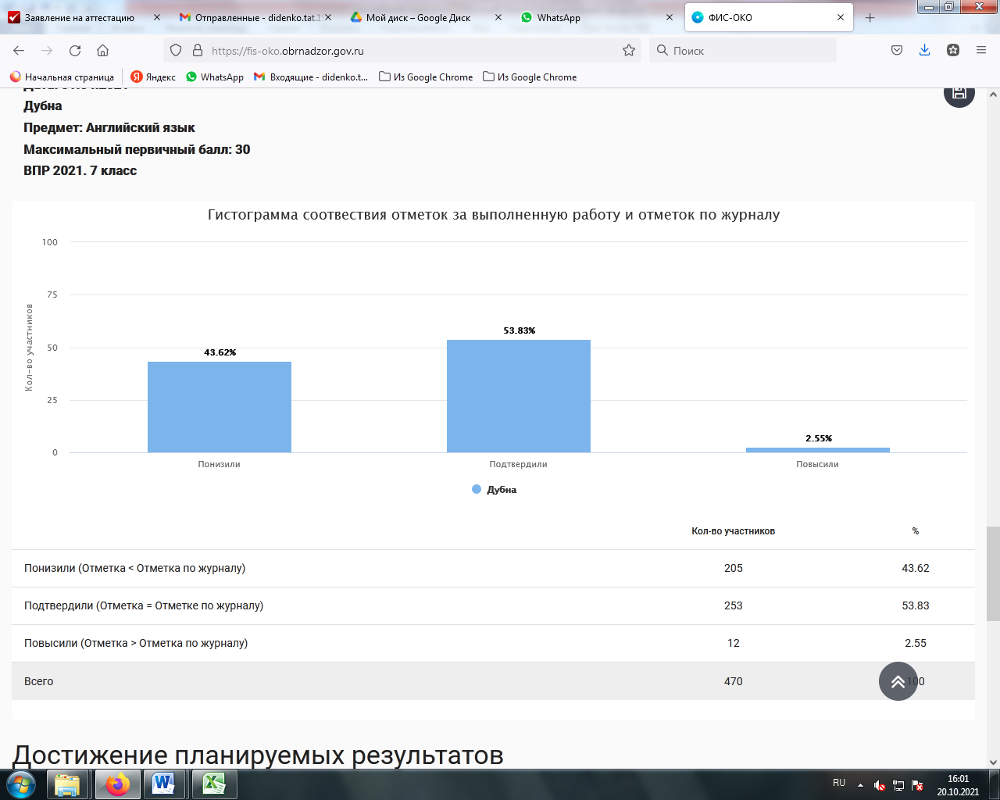 Заявление на аттестацию
Отправленные - didenko.tat.1
Мой диск – Google Диск
WhatsApp
ФИС-ОКО
https://fis-oko.obrnadzor.gov.ru
Поиск
Начальная страница
Яндекс
WhatsApp
Входящие - didenko.t...
Из Google Chrome
Из Google Chrome
Дубна
Предмет: Английский язык
Максимальный первичный балл: 30
ВПР 2021. 7 класс
Гистограмма соотвествия отметок за выполненную работу и отметок по журналу
Кол-во участников
100
75
50
25
0
43.62%
53.83%
2.55%
Понизили
Подтвердили
Повысили
Дубна
Кол-во участников %
Понизили (Отметка < Отметка по журналу) 205 43.62
Подтвердили (Отметка = Отметке по журналу) 253 53.83
Повысили (Отметка > Отметка по журналу) 12 2.55
Всего 470 100
Достижение планируемых результатов
RU
16:01
20.10.2021